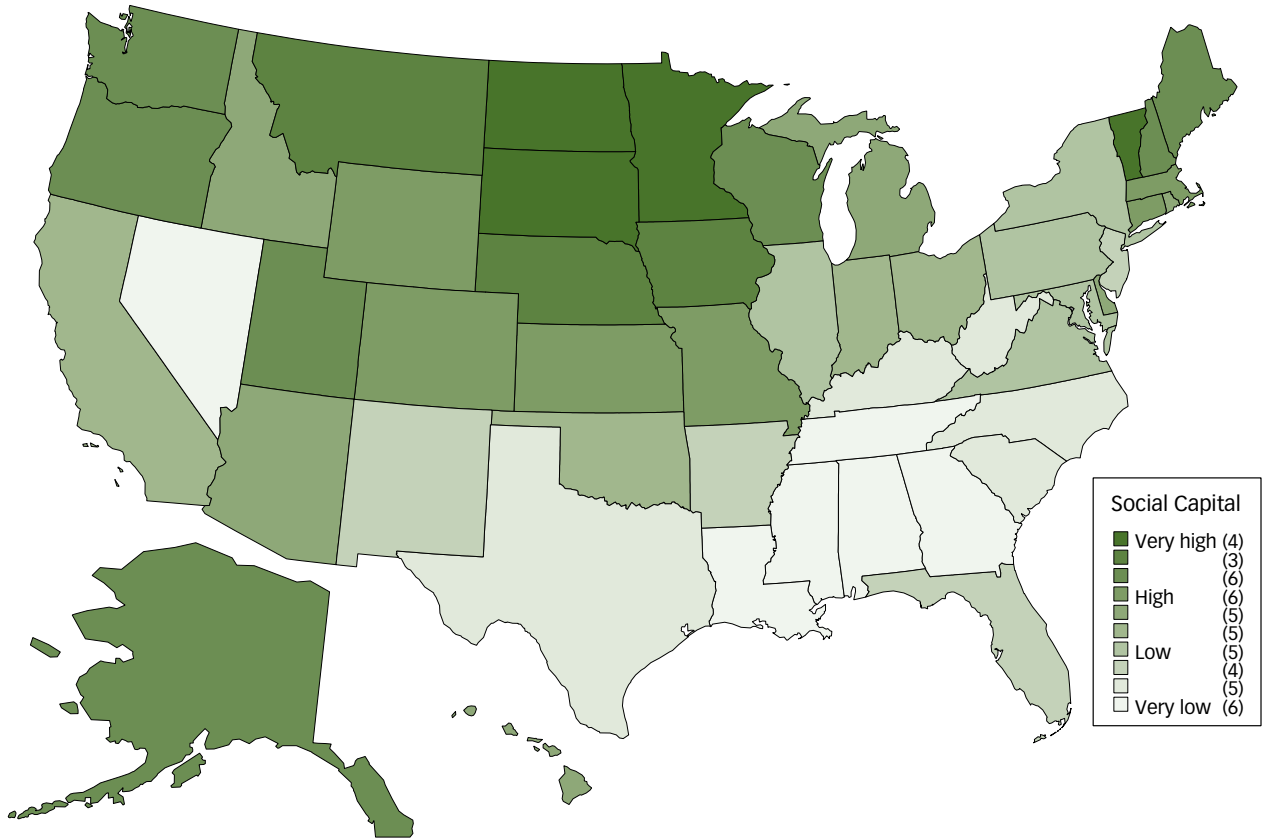 Social Capital
Very high (4)
(3)
(6)
High (6)
(5)
(5)
Low (5)
(4)
(5)
Very low (6)